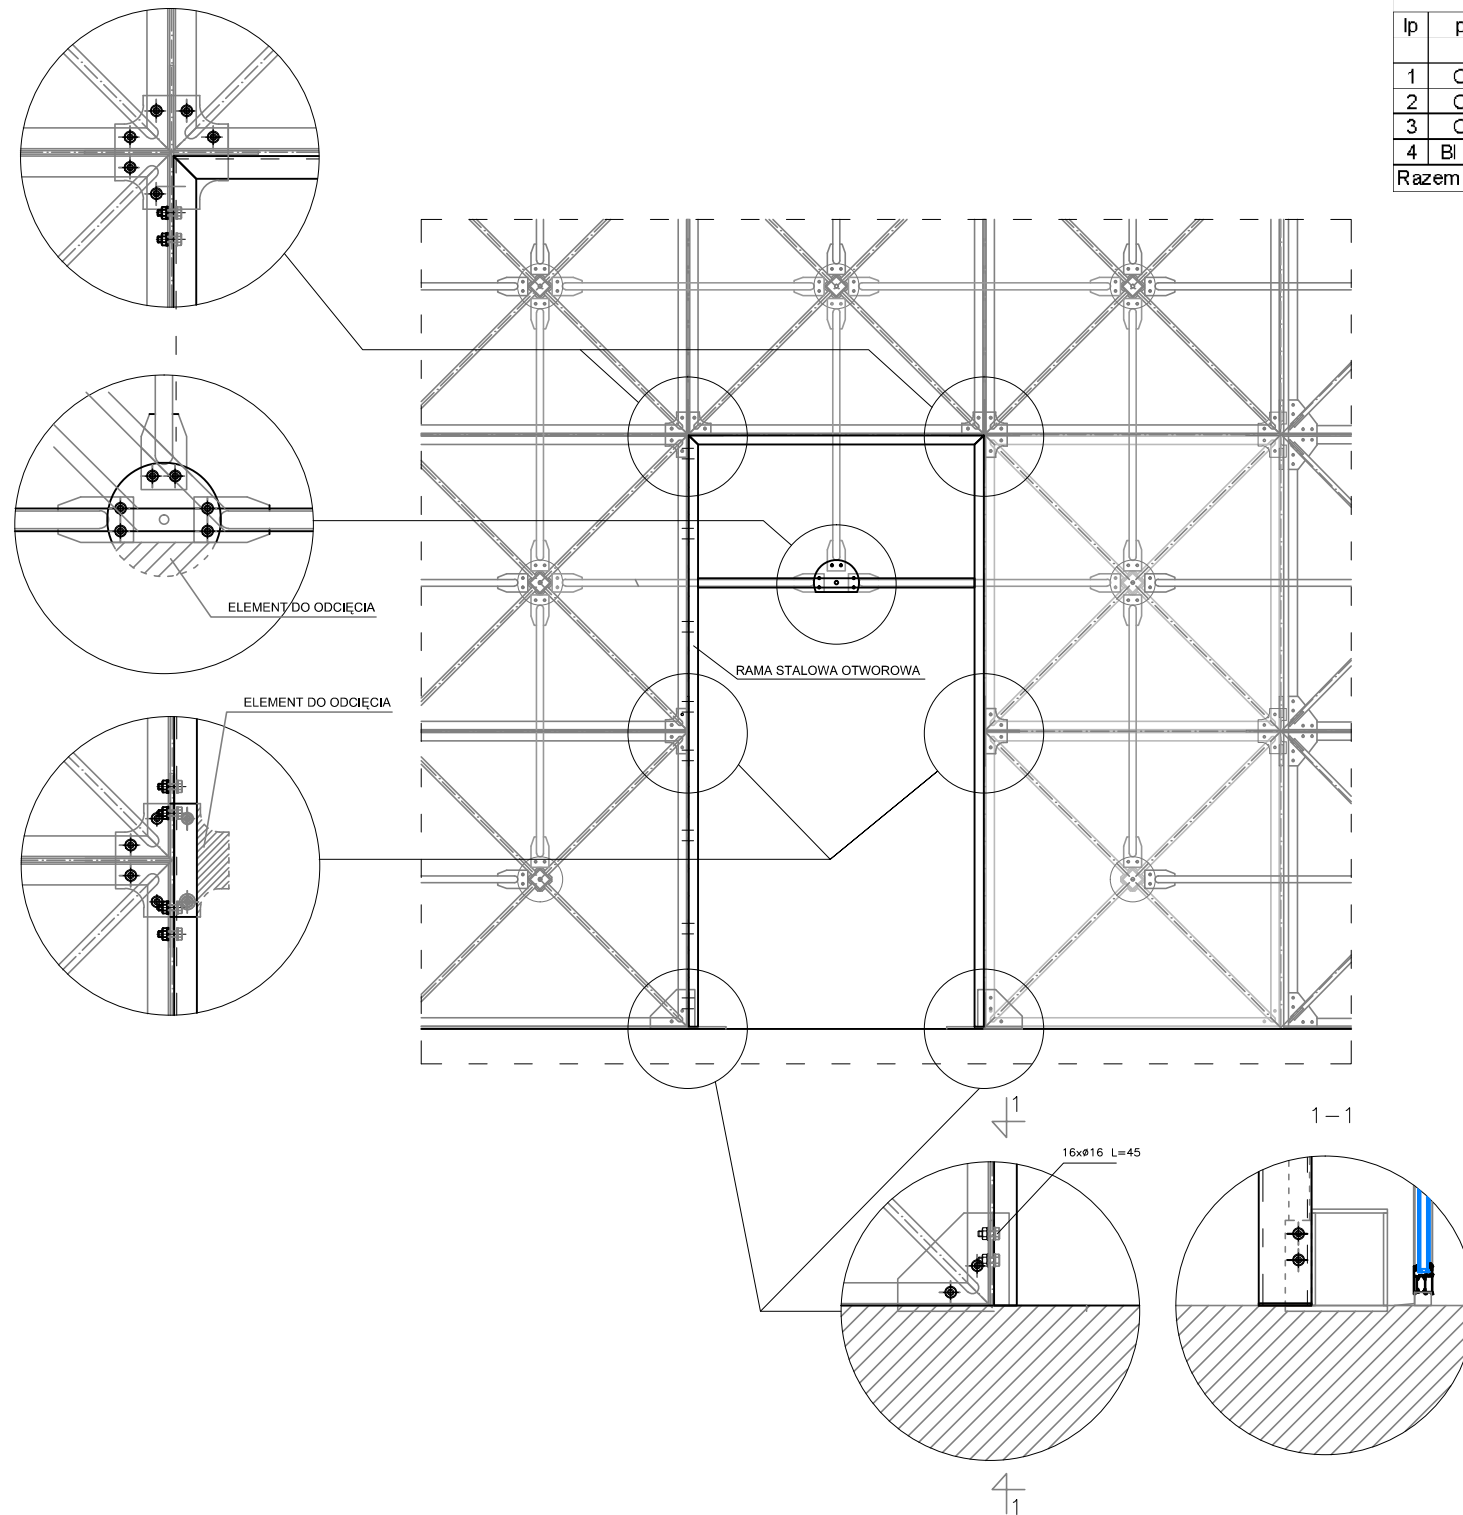 lp p
1 C
2 C
3 C
4 Bl
Razem
ELEMENT DO ODCIĘCIA
RAMA STALOWA OTWOROWA
ELEMENT DO ODCIĘCIA
1
1-1
16xø16 L=45
1